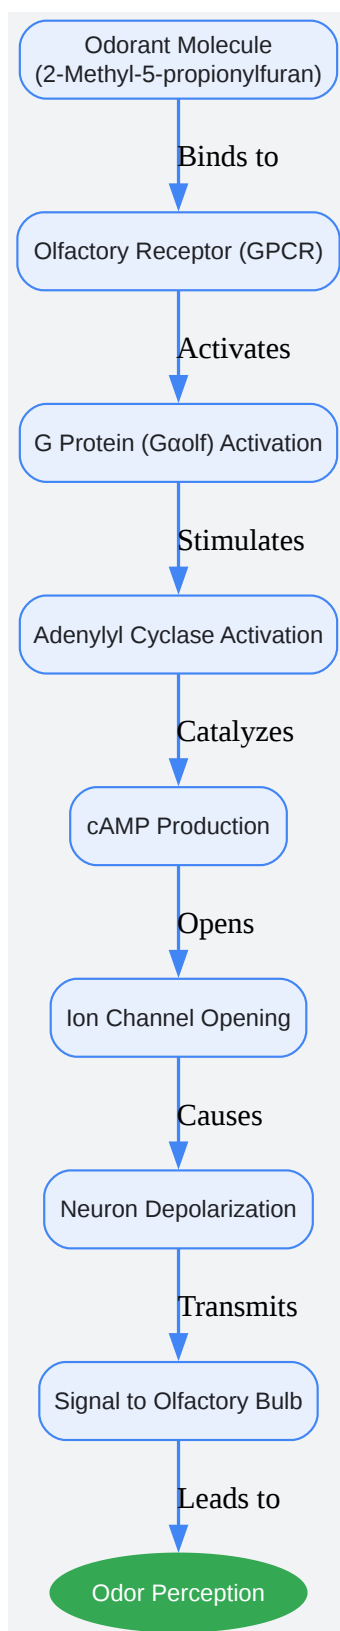 Odorant Molecule
(2-Methyl-5-propionylfuran)
Binds to
Olfactory Receptor (GPCR)
Activates
G Protein (Gαolf) Activation
Stimulates
Adenylyl Cyclase Activation
Catalyzes
cAMP Production
Opens
Ion Channel Opening
Causes
Neuron Depolarization
Transmits
Signal to Olfactory Bulb
Leads to
Odor Perception